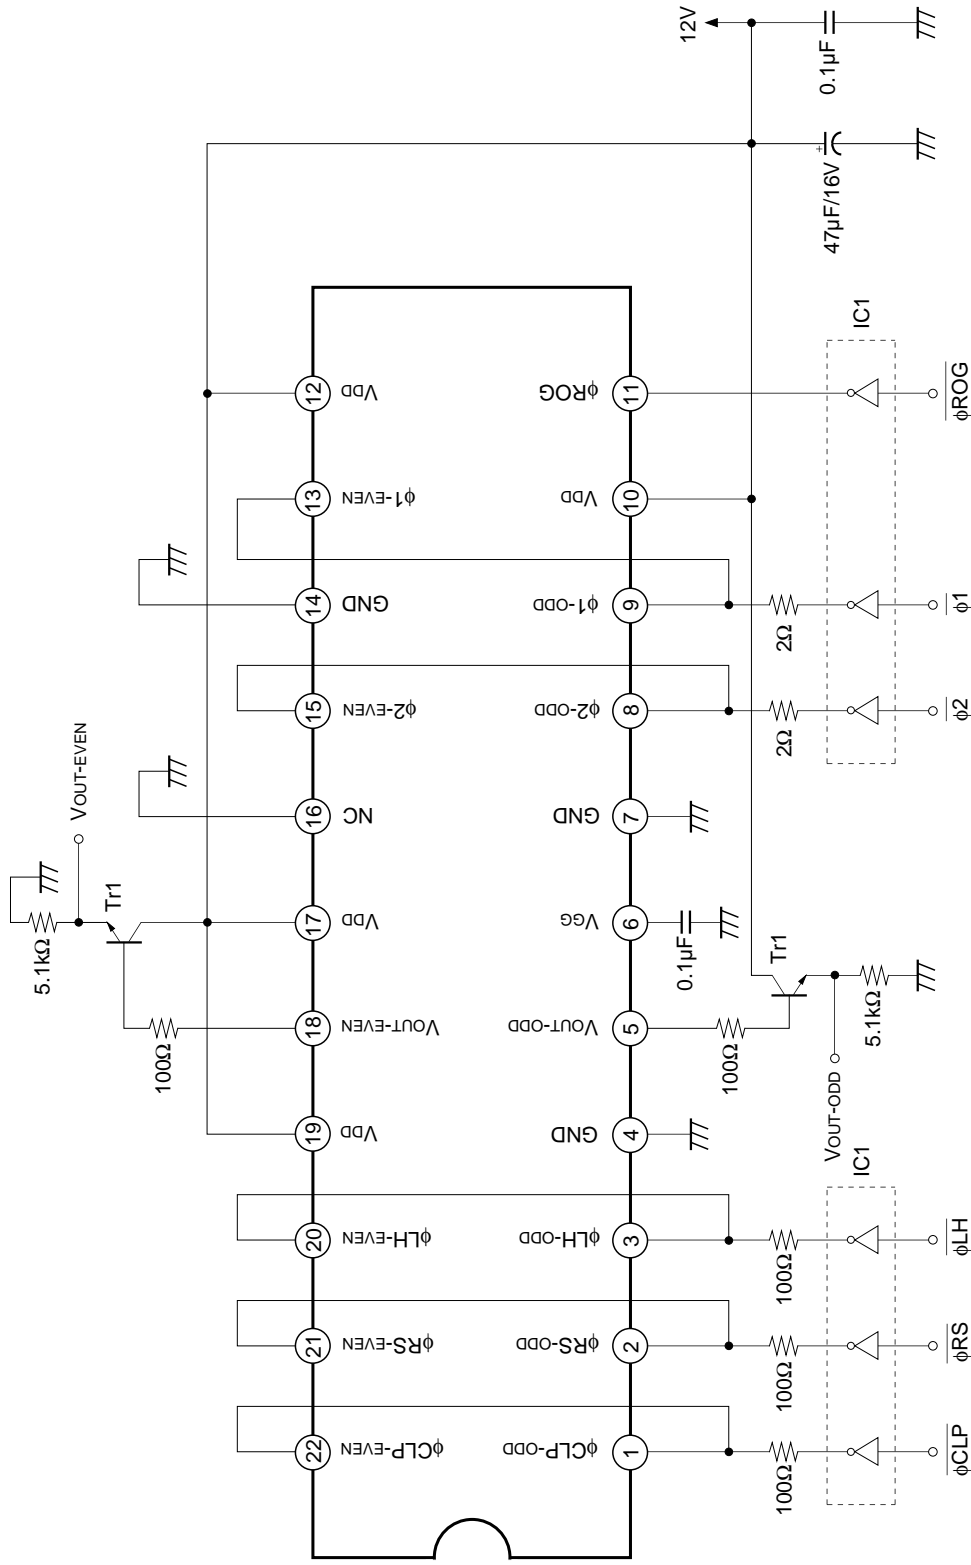 12V
0.1µF
47µF/16V
VOUT-EVEN
Tr1
5.1kΩ
100Ω
22
21
20
19
18
17
16
15
14
13
12
φCLP-EVEN
φRS-EVEN
φLH-EVEN
VDD
VOUT-EVEN
VDD
NC
φ2-EVEN
GND
φ1-EVEN
VDD
φCLP-ODD
φRS-ODD
φLH-ODD
GND
VOUT-ODD
VGG
GND
φ2-ODD
φ1-ODD
VDD
φROG
1
2
3
4
5
6
7
8
9
10
11
100Ω
100Ω
100Ω
100Ω
0.1µF
Tr1
5.1kΩ
VOUT-ODD
2Ω
2Ω
IC1
IC1
φCLP
φRS
φLH
φ2
φ1
φROG